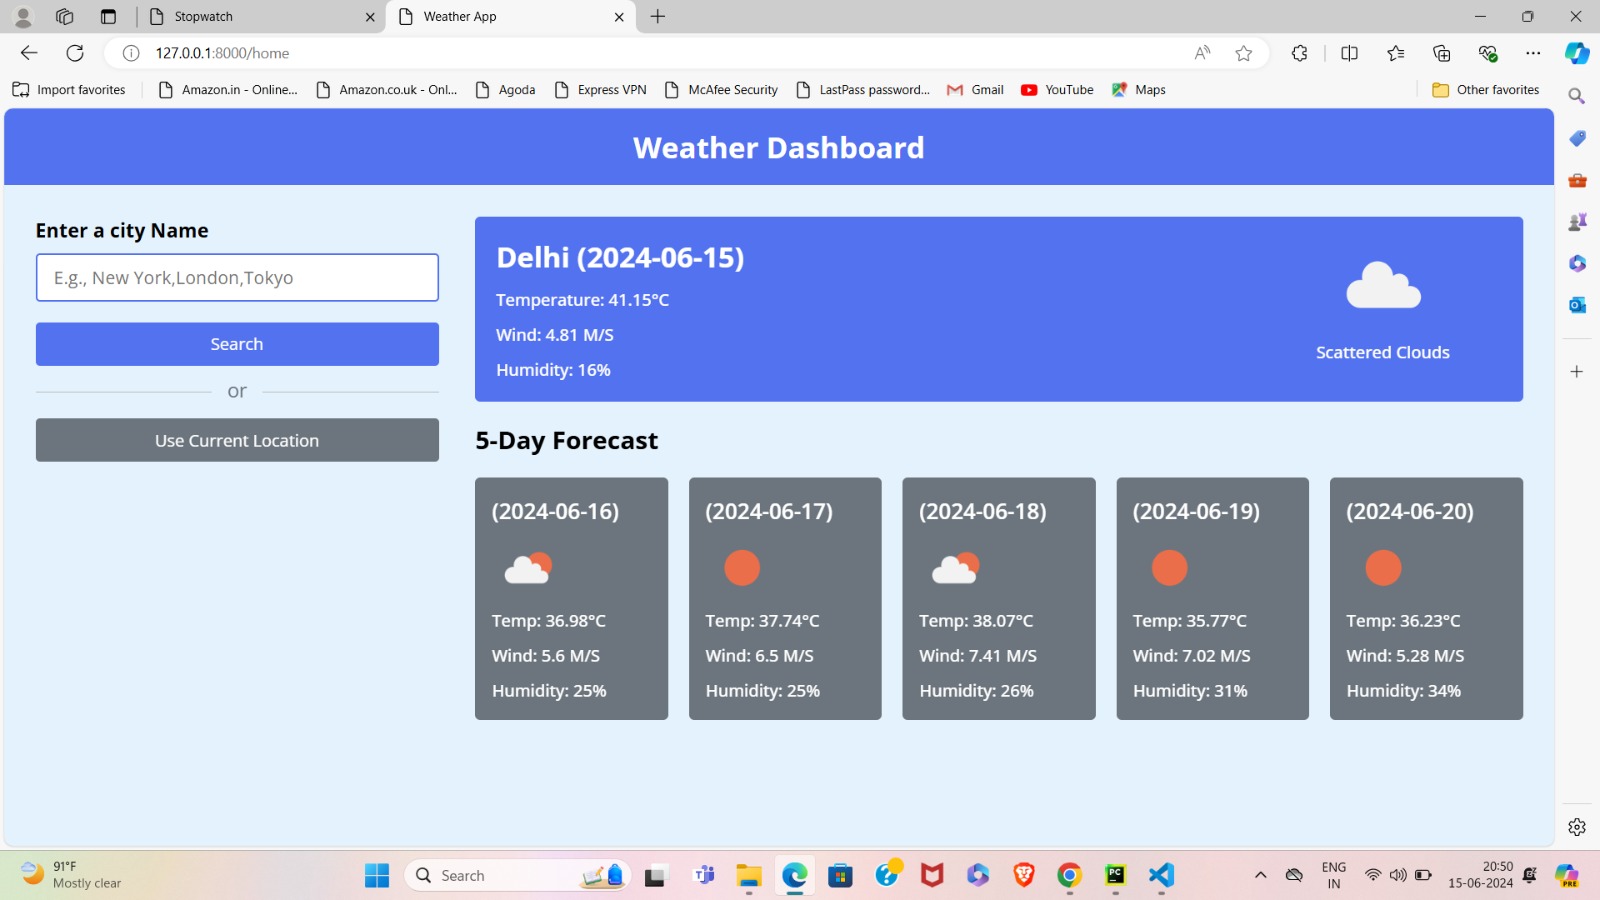 Stopwatch
Weather App
127.0.0.1:8000/home
Import favorites
Amazon.in - Online...
Amazon.co.uk - Onl...
Agoda
Express VPN
McAfee Security
LastPass password...
Gmail
YouTube
Maps
Other favorites
Weather Dashboard
Enter a city Name
E.g., New York,London,Tokyo
Search
or
Use Current Location
Delhi (2024-06-15)
Temperature: 41.15°C
Wind: 4.81 M/S
Humidity: 16%
Scattered Clouds
5-Day Forecast
(2024-06-16)
Temp: 36.98°C
Wind: 5.6 M/S
Humidity: 25%
(2024-06-17)
Temp: 37.74°C
Wind: 6.5 M/S
Humidity: 25%
(2024-06-18)
Temp: 38.07°C
Wind: 7.41 M/S
Humidity: 26%
(2024-06-19)
Temp: 35.77°C
Wind: 7.02 M/S
Humidity: 31%
(2024-06-20)
Temp: 36.23°C
Wind: 5.28 M/S
Humidity: 34%
91°F
Mostly clear
Search
PC
ENG
IN
20:50
15-06-2024
PRE